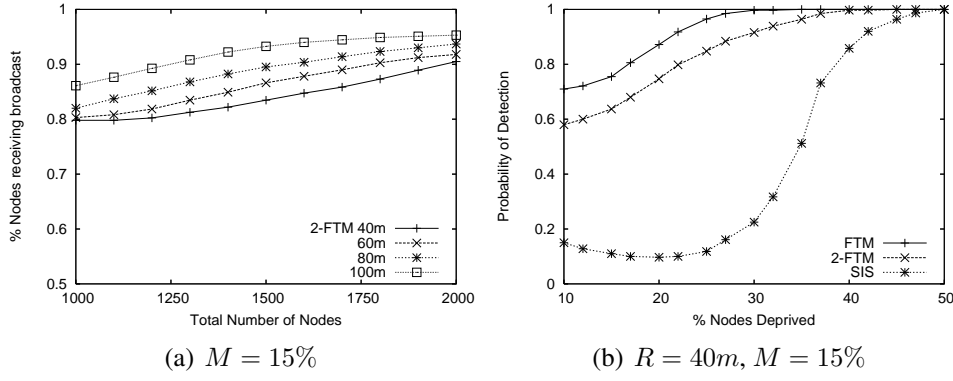 % Nodes receiving broadcast
1
0.9
0.8
0.7
0.6
0.5
2-FTM 40m
60m
80m
100m
1000 1250 1500 1750 2000
Total Number of Nodes
(a) M = 15%
Probability of Detection
1
0.8
0.6
0.4
0.2
0
FTM
2-FTM
SIS
10 20 30 40 50
% Nodes Deprived
(b) R = 40m, M = 15%